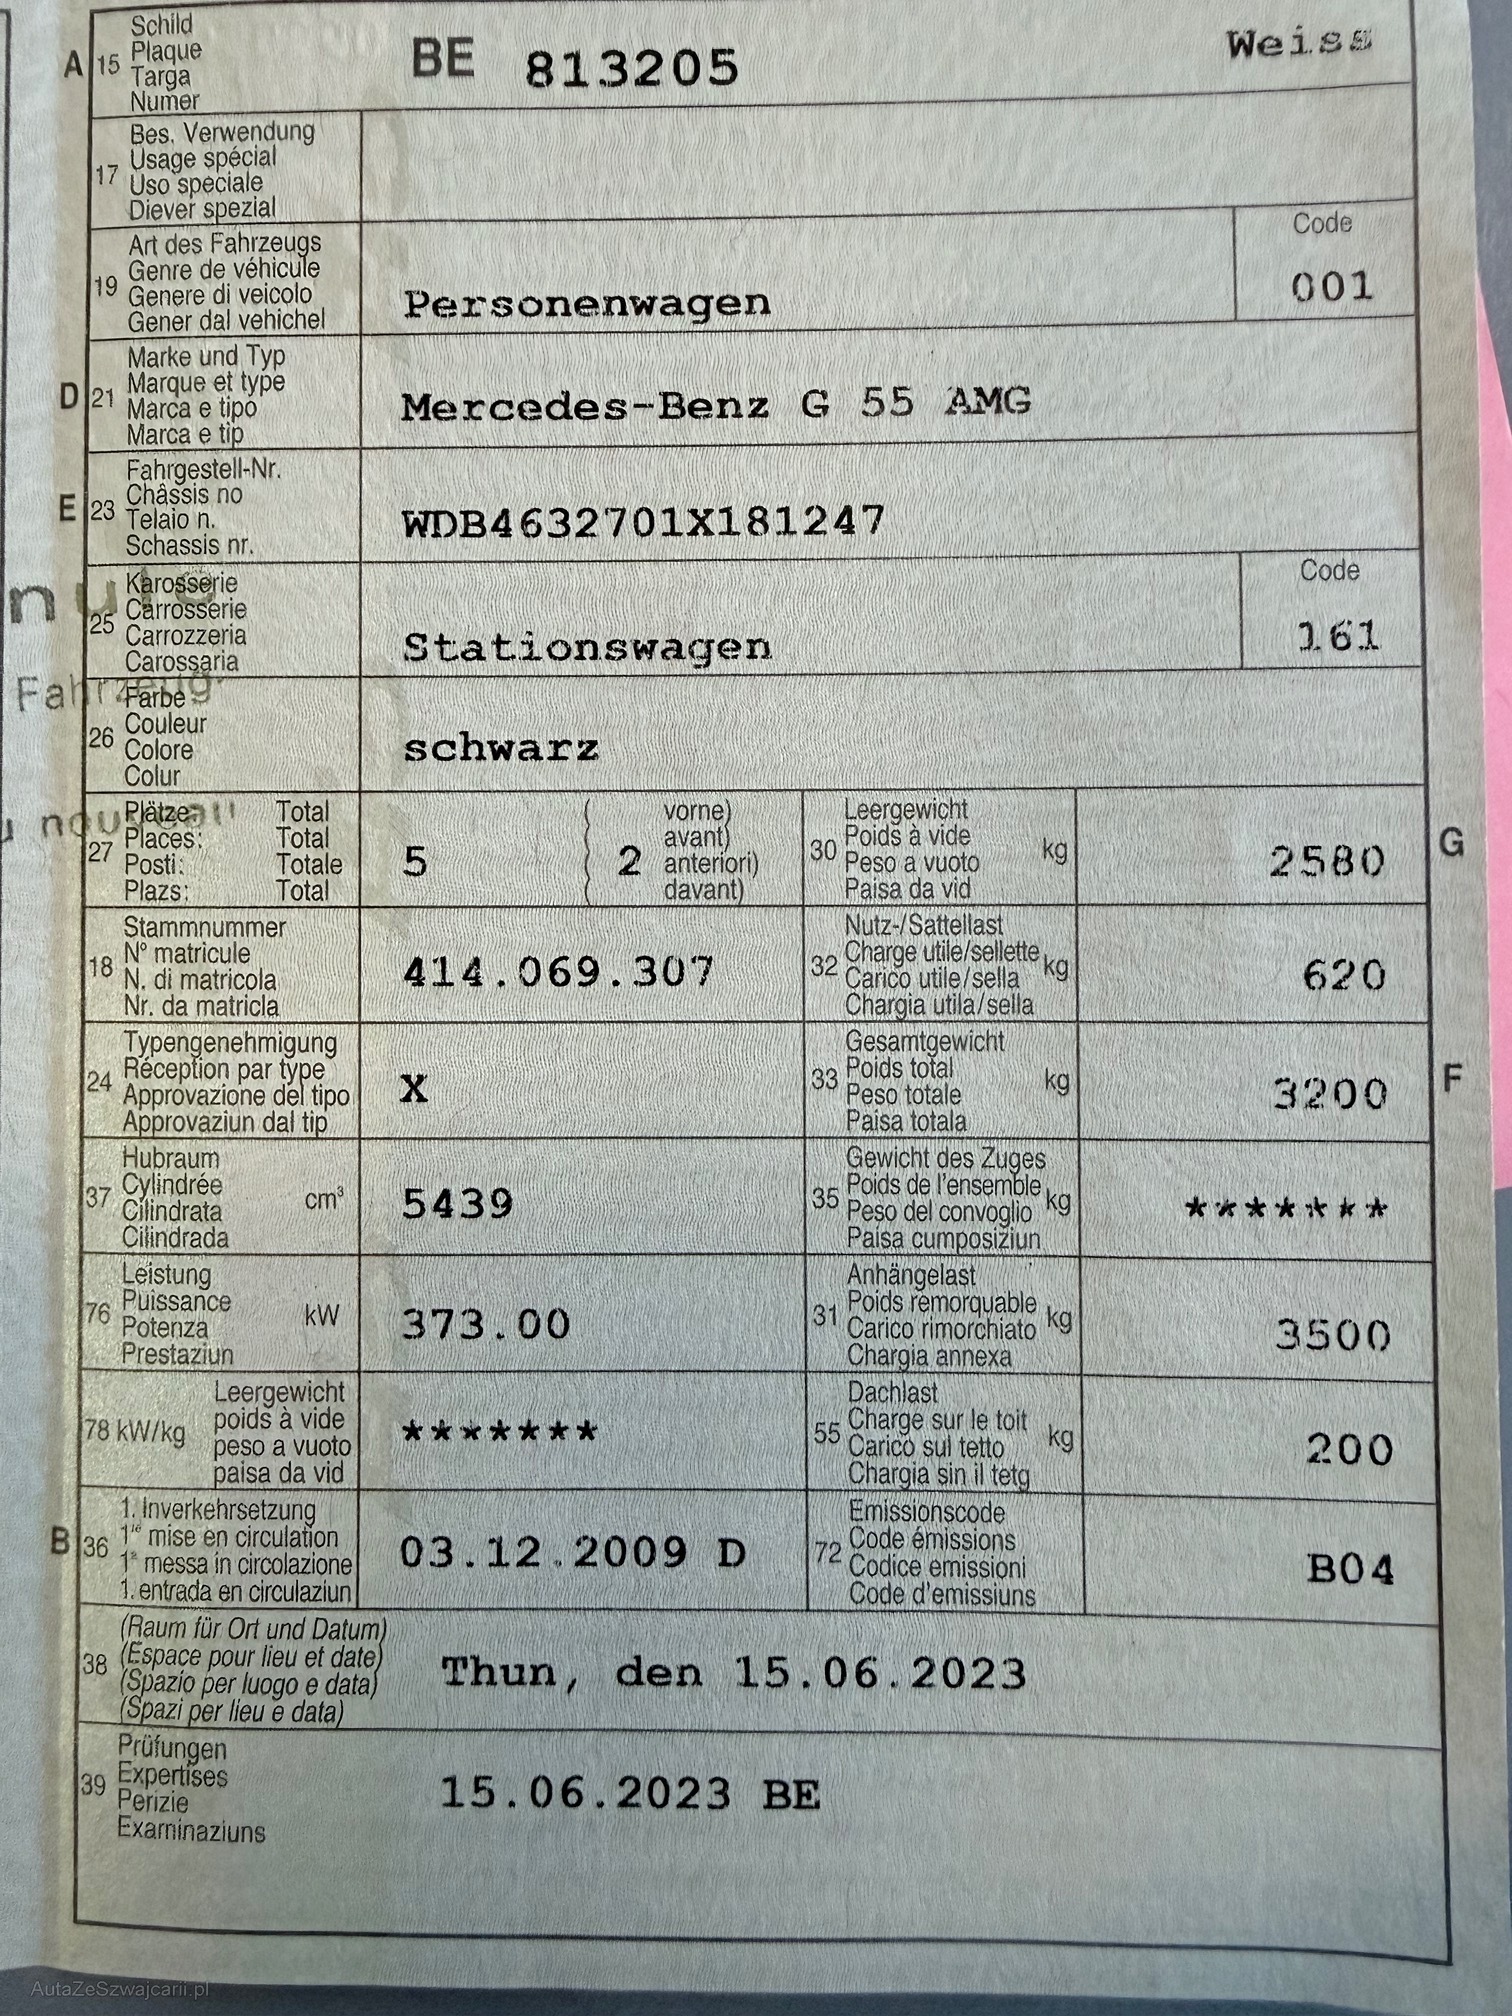 A 15 Schild
Plaque
Targa
Numer
BE 813205 Weiss
17 Bes. Verwendung
Usage spécial
Uso speciale
Diever spezial
19 Art des Fahrzeugs
Genre de véhicule
Genere di veicolo
Gener dal vehichel
Personenwagen
Code
001
D 21 Marke und Typ
Marque et type
Marca e tipo
Marca e tip
Mercedes-Benz G 55 AMG
E 23 Fahrgestell-Nr.
Châssis no
Telaio n.
Schassis nr.
WDB4632701X181247
25 Karosserie
Carrosserie
Carrozzeria
Carossaria
Stationswagen
Code
161
Fahrzeug.
26 Farbe
Couleur
Colore
Colur
schwarz
nouveau
27 Plätze: Total
Places: Total
Posti: Totale
Plazs: Total
5 ( 2 vorne)
avant)
anteriori)
davant)
30 Leergewicht
Poids à vide
Peso a vuoto
Paisa da vid
kg
2580
G
18 Stammnummer
N° matricule
N. di matricola
Nr. da matricla
414.069.307
32 Nutz-/Sattellast
Charge utile/sellette
Carico utile/sella
Chargia utila/sella
kg
620
24 Typengenehmigung
Réception par type
Approvazione del tipo
Approvaziun dal tip
X
33 Gesamtgewicht
Poids total
Peso totale
Paisa totala
kg
3200
F
37 Hubraum
Cylindrée
Cilindrata
Cilindrada
cm³
5439
35 Gewicht des Zuges
Poids de l'ensemble
Peso del convoglio
Paisa cumposiziun
kg
*******
76 Leistung
Puissance
Potenza
Prestaziun
kW
373.00
31 Anhängelast
Poids remorquable
Carico rimorchiato
Chargia annexa
kg
3500
78 kW/kg Leergewicht
poids à vide
peso a vuoto
paisa da vid
*******
55 Dachlast
Charge sur le toit
Carico sul tetto
Chargia sin il tetg
kg
200
B 36 1. Inverkehrsetzung
1re mise en circulation
1a messa in circolazione
1. entrada en circulaziun
03.12.2009 D
72 Emissionscode
Code émissions
Codice emissioni
Code d'emissiuns
B04
38 (Raum für Ort und Datum)
(Espace pour lieu et date)
(Spazio per luogo e data)
(Spazi per lieu e data)
Thun, den 15.06.2023
39 Prüfungen
Expertises
Perizie
Examinaziuns
15.06.2023 BE
AutaZeSzwajcarii.pl